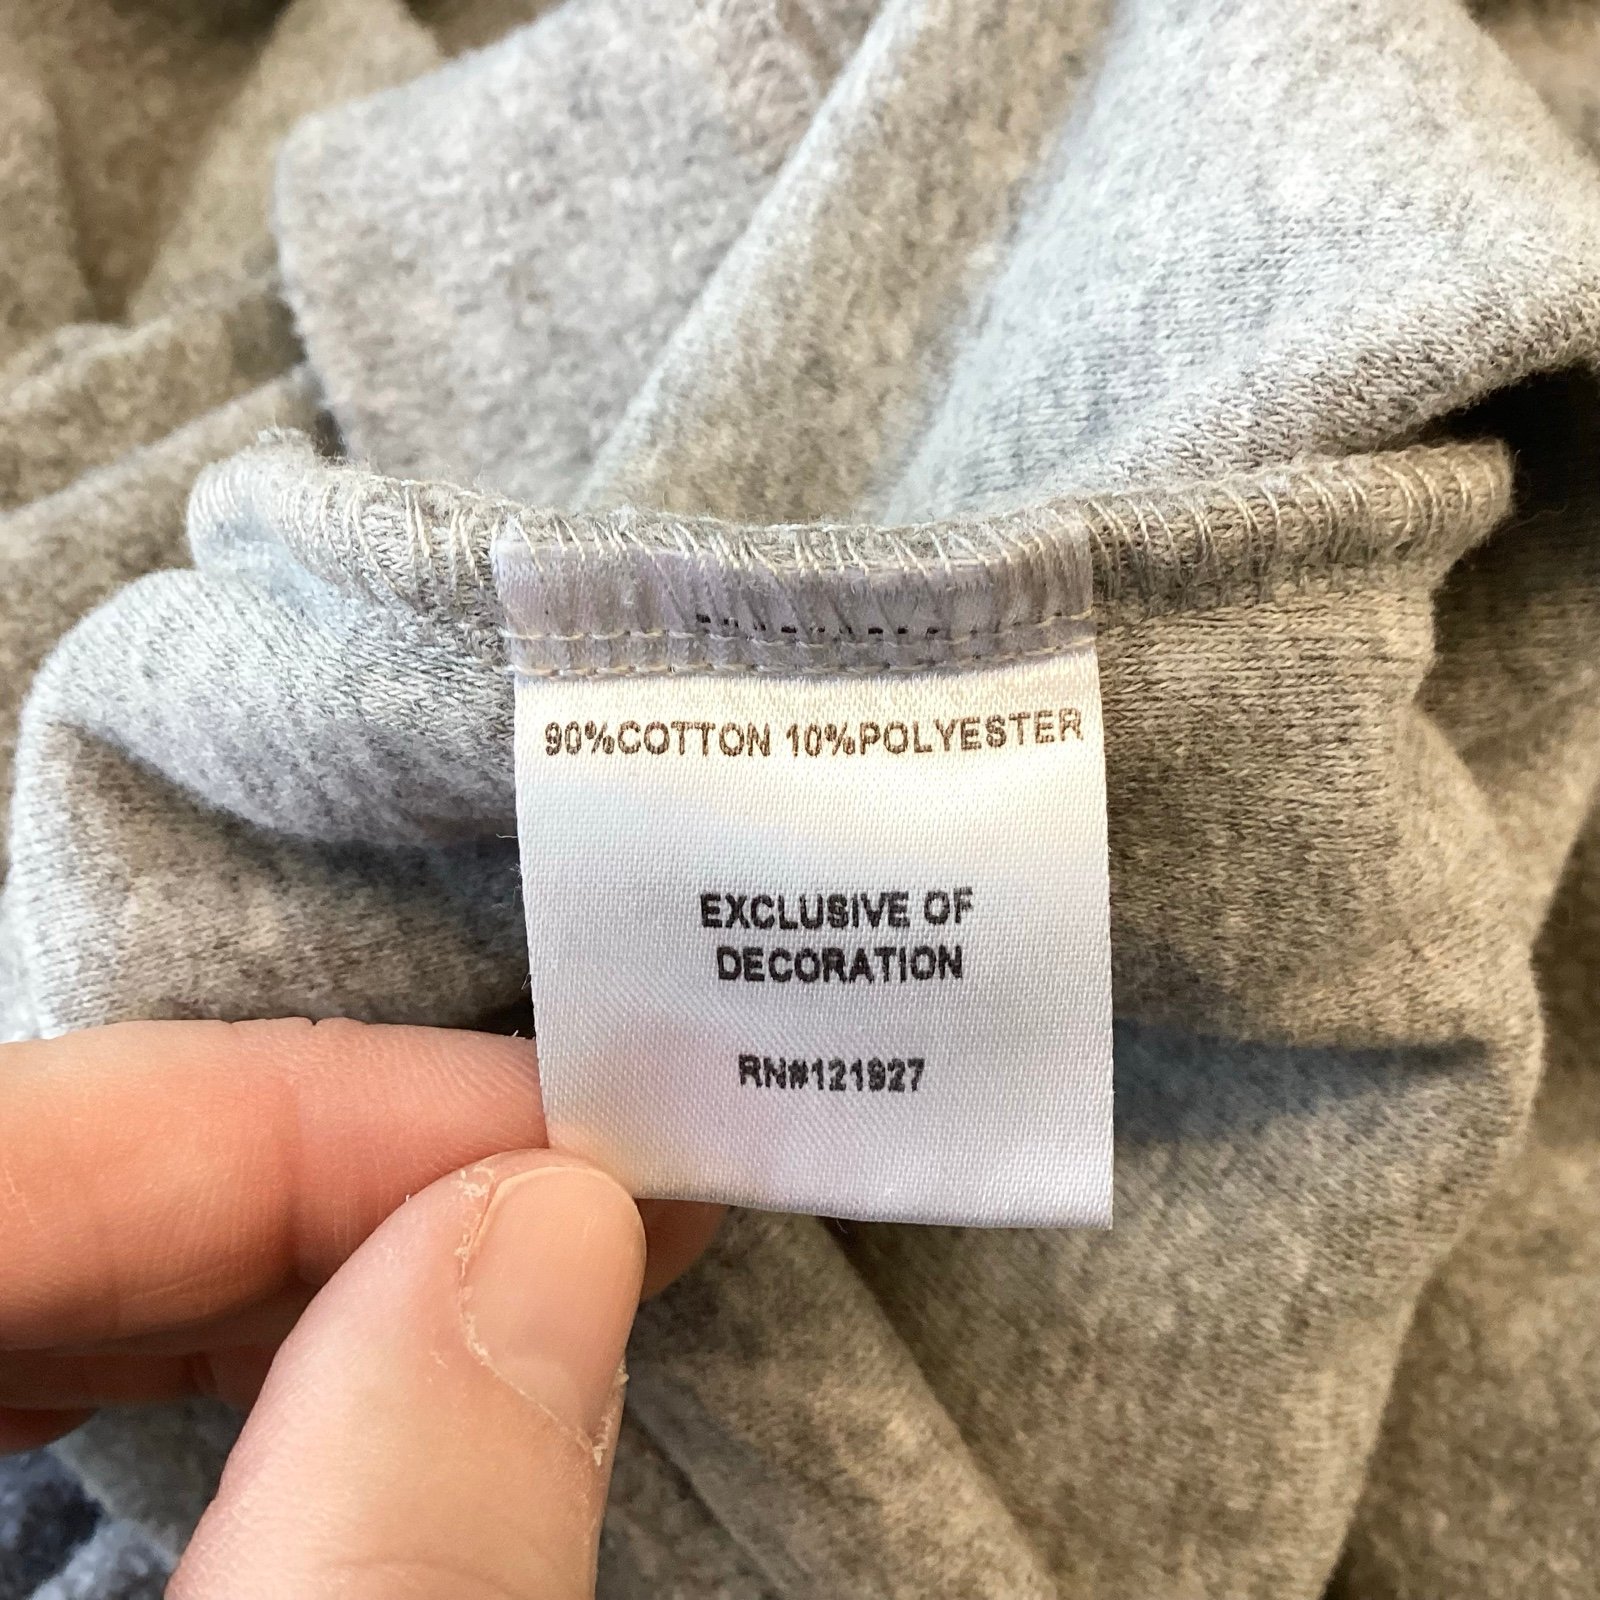 90%COTTON 10%POLYESTER
EXCLUSIVE OF
DECORATION
RN#121927